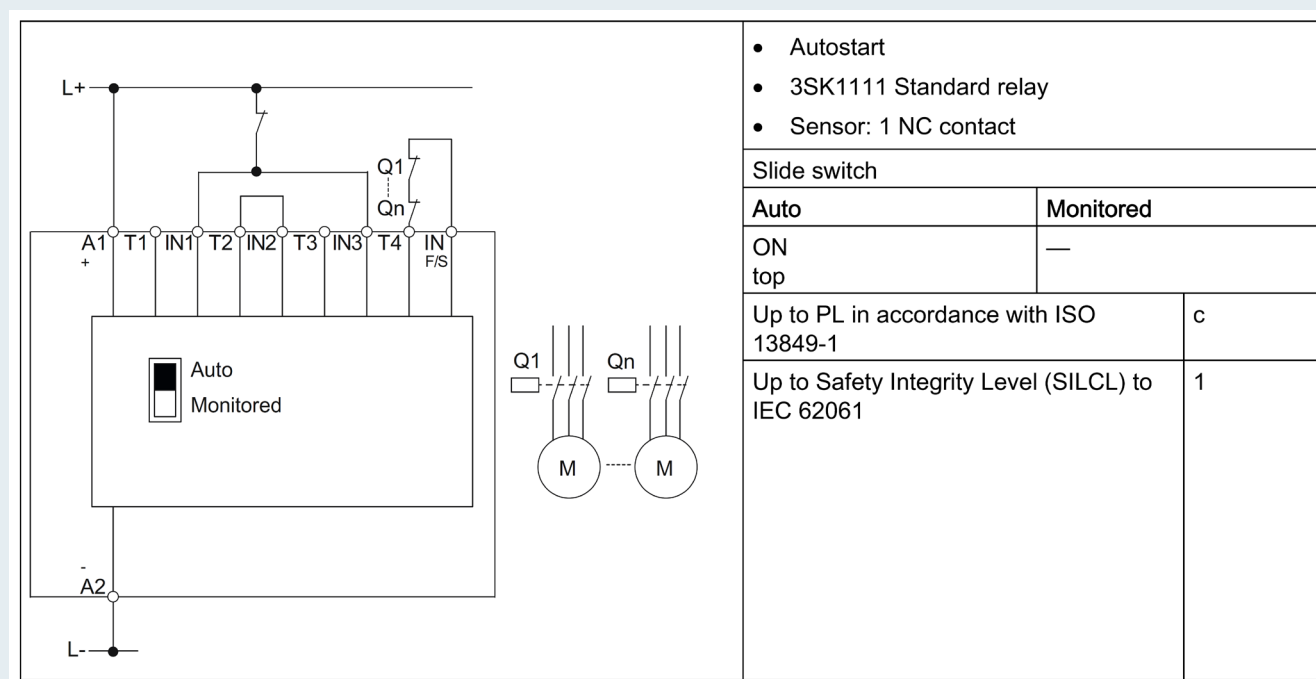 L+
Q1
Qn
A1 T1 IN1 T2 IN2 T3 IN3 T4 IN
+ F/S
Auto
Monitored
Q1 Qn
M M
-
A2
L-
• Autostart
• 3SK1111 Standard relay
• Sensor: 1 NC contact
Slide switch
Auto Monitored
ON —
top
Up to PL in accordance with ISO c
13849-1
Up to Safety Integrity Level (SILCL) to 1
IEC 62061